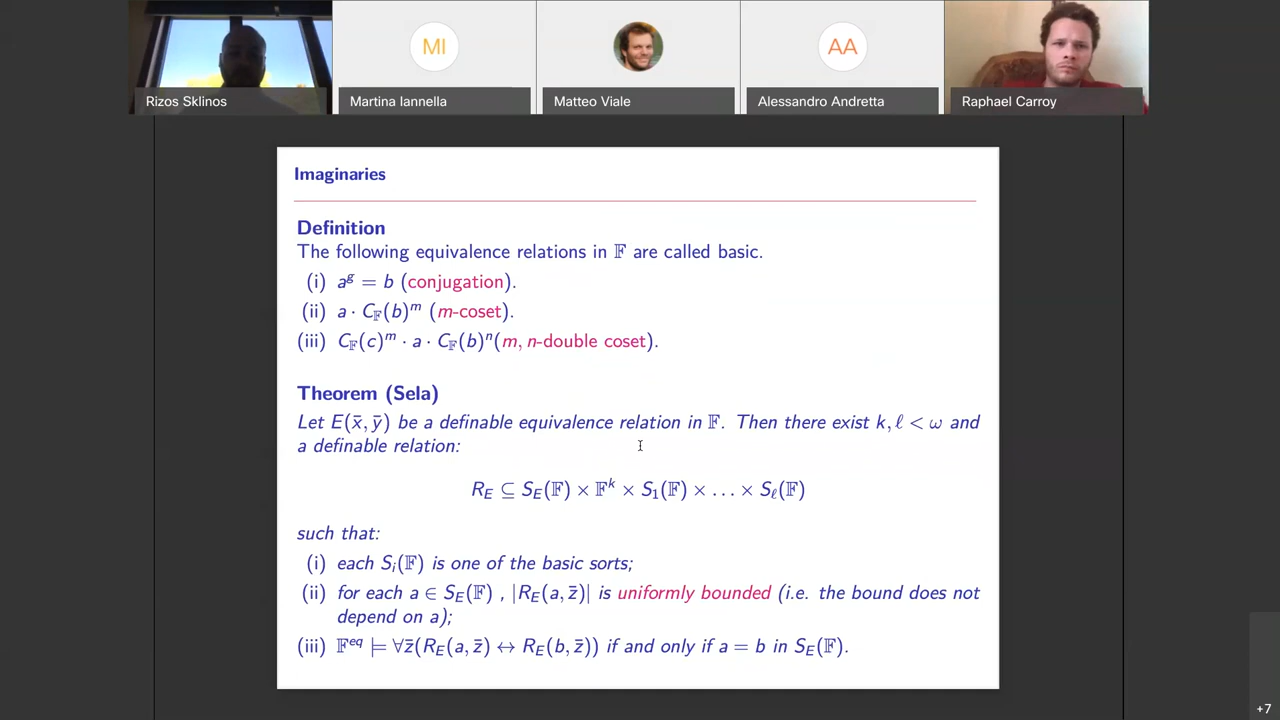 MI
AA
Rizos Sklinos
Martina Iannella
Matteo Viale
Alessandro Andretta
Raphael Carroy
Imaginaries
Definition
The following equivalence relations in 𝔽 are called basic.
(i) a^g = b (conjugation).
(ii) a · C_𝔽(b)^m (m-coset).
(iii) C_𝔽(c)^m · a · C_𝔽(b)^n(m, n-double coset).
Theorem (Sela)
Let E(x̄, ȳ) be a definable equivalence relation in 𝔽. Then there exist k, ℓ < ω and
a definable relation:
R_E ⊆ S_E(𝔽) × 𝔽^k × S_1(𝔽) × … × S_ℓ(𝔽)
such that:
(i) each S_i(𝔽) is one of the basic sorts;
(ii) for each a ∈ S_E(𝔽) , |R_E(a, z̄)| is uniformly bounded (i.e. the bound does not
depend on a);
(iii) 𝔽^eq ⊨ ∀z̄(R_E(a, z̄) ↔ R_E(b, z̄)) if and only if a = b in S_E(𝔽).
+7